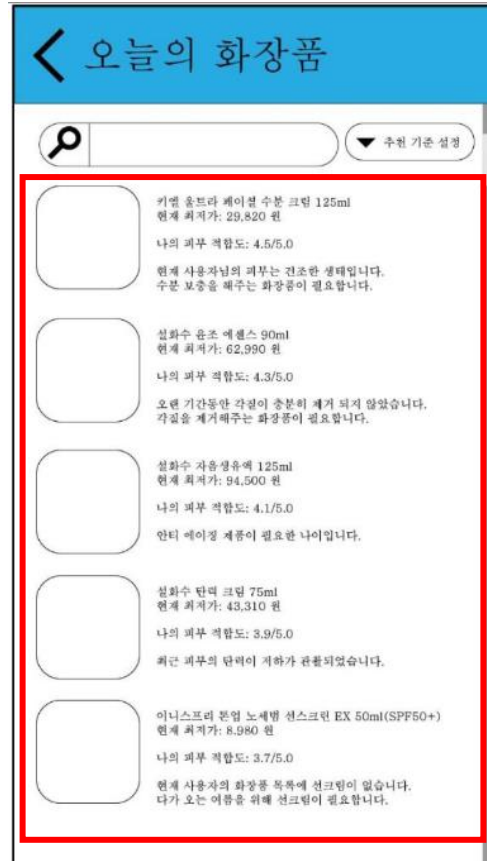 오늘의 화장품
추천 기준 설정
키엘 울트라 페이셜 수분 크림 125ml
현재 최저가: 29,820 원
나의 피부 적합도: 4.5/5.0
현재 사용자님의 피부는 건조한 생태입니다.
수분 보충을 해주는 화장품이 필요합니다.
설화수 윤조 에센스 90ml
현재 최저가: 62,990 원
나의 피부 적합도: 4.3/5.0
오랜 기간동안 각질이 충분히 제거 되지 않았습니다.
각질을 제거해주는 화장품이 필요합니다.
설화수 자음생유액 125ml
현재 최저가: 94,500 원
나의 피부 적합도: 4.1/5.0
안티 에이징 제품이 필요한 나이입니다.
설화수 탄력 크림 75ml
현재 최저가: 43,310 원
나의 피부 적합도: 3.9/5.0
최근 피부의 탄력이 저하가 관찰되었습니다.
이니스프리 톤업 노세범 선스크린 EX 50ml(SPF50+)
현재 최저가: 8.980 원
나의 피부 적합도: 3.7/5.0
현재 사용자의 화장품 목록에 선크림이 없습니다.
다가 오는 여름을 위해 선크림이 필요합니다.